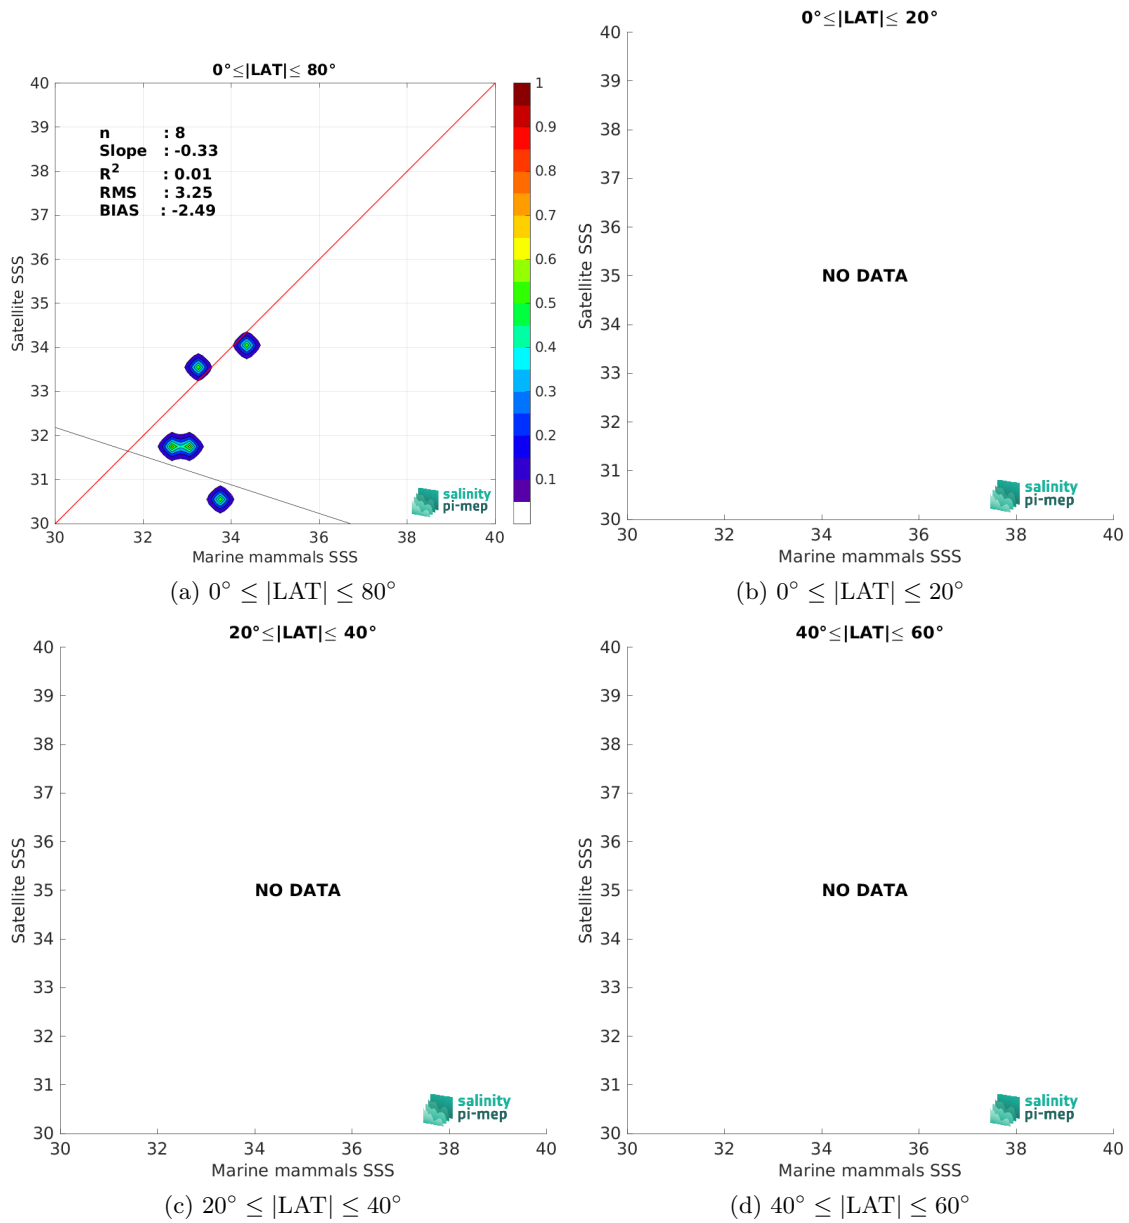 0°≤|LAT|≤ 80°
n : 8
Slope : -0.33
R² : 0.01
RMS : 3.25
BIAS : -2.49
40
39
38
37
36
35
34
33
32
31
30
Satellite SSS
30 32 34 36 38 40
Marine mammals SSS
1
0.9
0.8
0.7
0.6
0.5
0.4
0.3
0.2
0.1
salinity
pi-mep
(a) 0° ≤ |LAT| ≤ 80°
0°≤|LAT|≤ 20°
40
39
38
37
36
35
34
33
32
31
30
Satellite SSS
NO DATA
30 32 34 36 38 40
Marine mammals SSS
salinity
pi-mep
(b) 0° ≤ |LAT| ≤ 20°
20°≤|LAT|≤ 40°
40
39
38
37
36
35
34
33
32
31
30
Satellite SSS
NO DATA
30 32 34 36 38 40
Marine mammals SSS
salinity
pi-mep
(c) 20° ≤ |LAT| ≤ 40°
40°≤|LAT|≤ 60°
40
39
38
37
36
35
34
33
32
31
30
Satellite SSS
NO DATA
30 32 34 36 38 40
Marine mammals SSS
salinity
pi-mep
(d) 40° ≤ |LAT| ≤ 60°